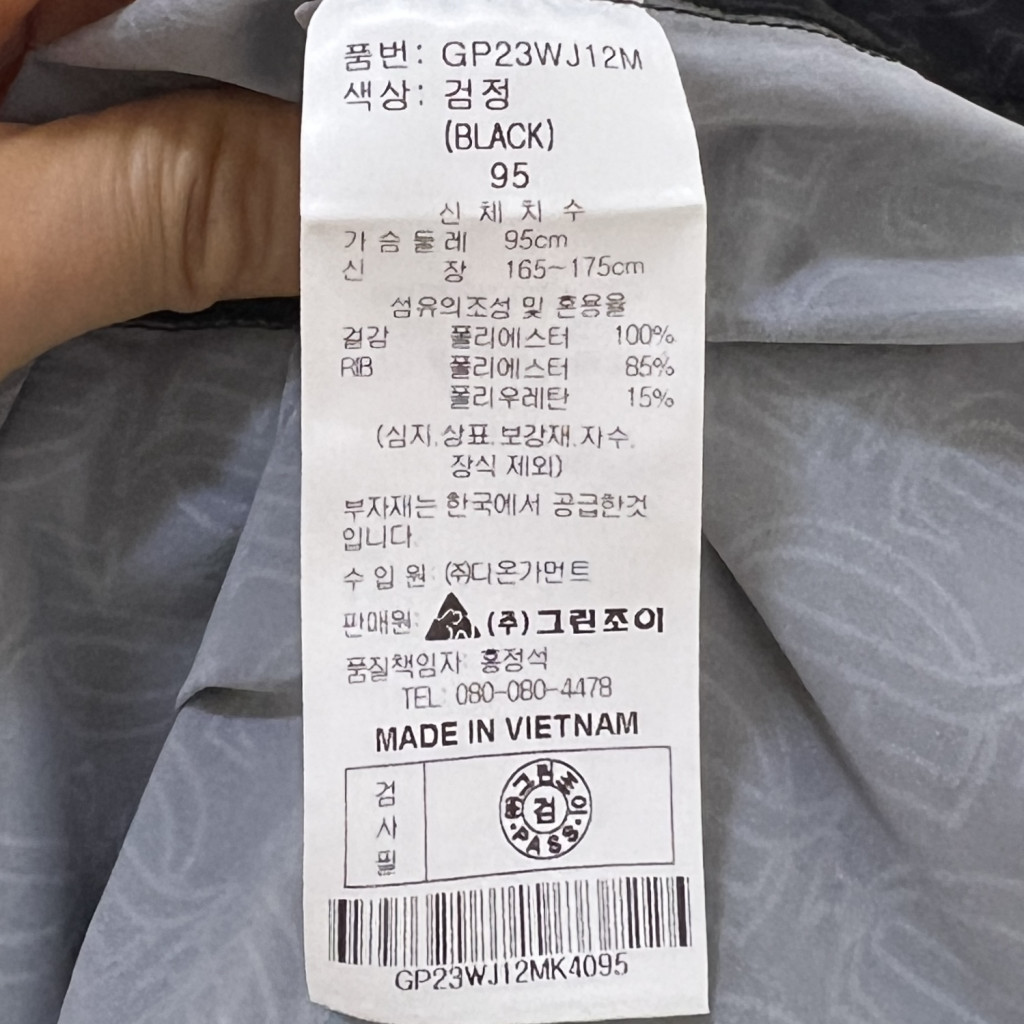 품번: GP23WJ12M
색상: 검정
(BLACK)
95
신 체 치 수
가 슴 둘 레 95cm
신 장 165~175cm
섬유의조성 및 혼용율
겉감 폴리에스터 100%
RIB 폴리에스터 85%
폴리우레탄 15%
(심지,상표,보강재,자수,
장식 제외)
부자재는 한국에서 공급한것
입니다.
수 입 원: ㈜디온가먼트
판매원: (주)그린조이
품질책임자: 홍정석
TEL: 080-080-4478
MADE IN VIETNAM
검
사
필
그린조이
검
·PASS·
GP23WJ12MK4095